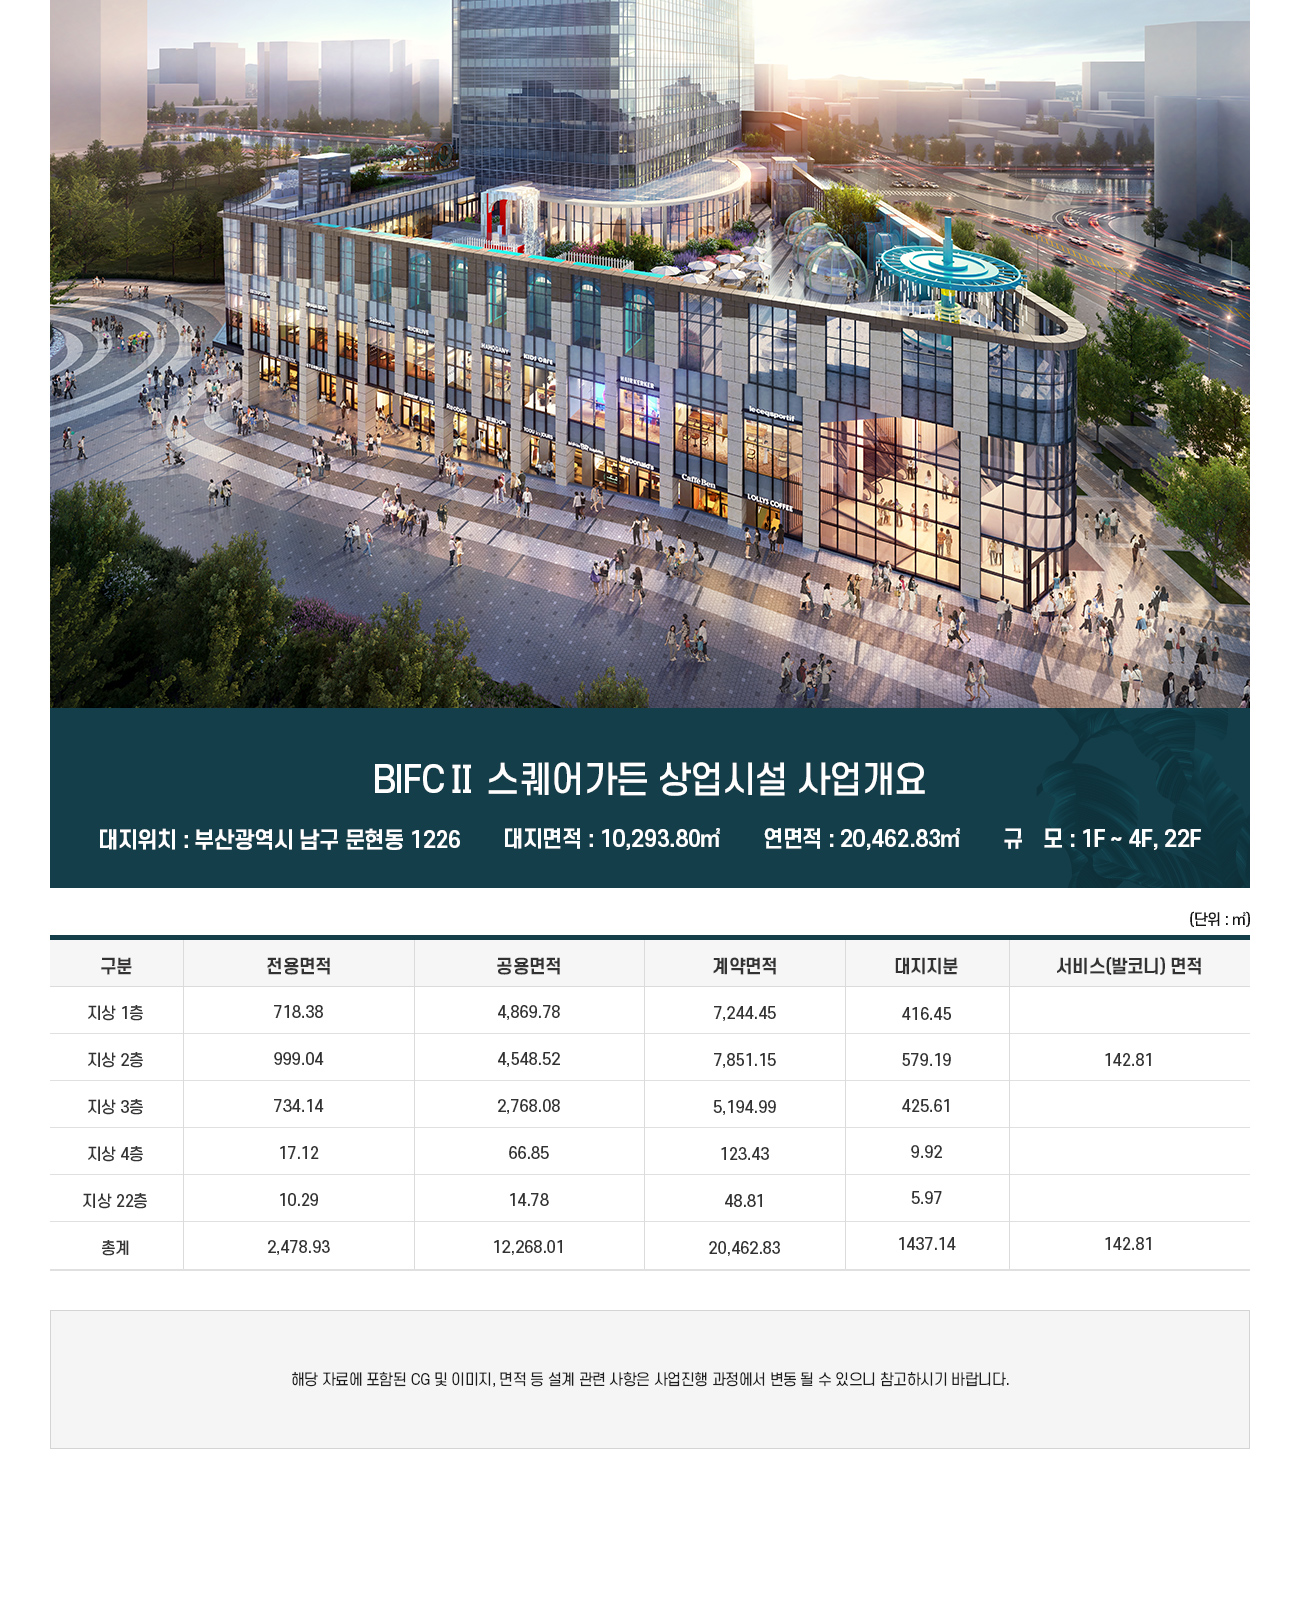 KIDS CAFE
HAIRKERKER
lecoqsportif
waDonald's
Caffé Ben
LOLLYS COFFEE
BIFC II 스퀘어가든 상업시설 사업개요
대지위치 : 부산광역시 남구 문현동 1226 대지면적 : 10,293.80㎡ 연면적 : 20,462.83㎡ 규 모 : 1F ~ 4F, 22F
(단위 : ㎡)
구분 전용면적 공용면적 계약면적 대지지분 서비스(발코니) 면적
지상 1층 718.38 4,869.78 7,244.45 416.45
지상 2층 999.04 4,548.52 7,851.15 579.19 142.81
지상 3층 734.14 2,768.08 5,194.99 425.61
지상 4층 17.12 66.85 123.43 9.92
지상 22층 10.29 14.78 48.81 5.97
총계 2,478.93 12,268.01 20,462.83 1437.14 142.81
해당 자료에 포함된 CG 및 이미지, 면적 등 설계 관련 사항은 사업진행 과정에서 변동 될 수 있으니 참고하시기 바랍니다.